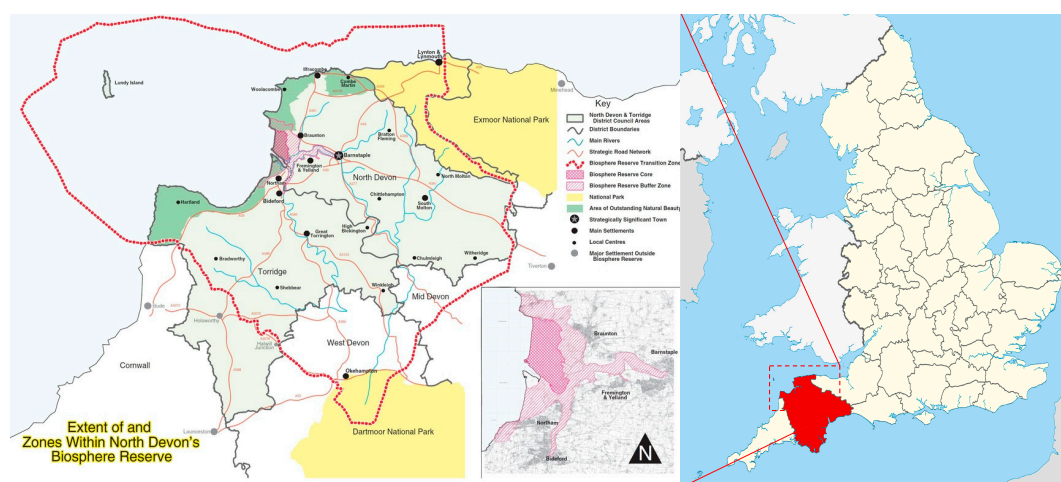 Lynton &
Lynmouth
Ilfracombe
Combe
Martin
Lundy Island
Woolacombe
Minehead
Exmoor National Park
Braunton
Bratton
Fleming
Barnstaple
Fremington
& Yelland
North Devon
Northam
Bideford
North Molton
Chittlehampton
South
Molton
Hartland
Great
Torrington
High
Bickington
Bradworthy
Torridge
Chulmleigh
Witheridge
Tiverton
Shebbear
Winkleigh
Mid Devon
Bude
Holsworthy
Halwill
Junction
West Devon
Cornwall
Okehampton
Launceston
Dartmoor National Park
Extent of and
Zones Within North Devon's
Biosphere Reserve
Key
North Devon & Torridge
District Council Areas
District Boundaries
Main Rivers
Strategic Road Network
Biosphere Reserve Transition Zone
Biosphere Reserve Core
Biosphere Reserve Buffer Zone
National Park
Area of Outstanding Natural Beauty
Strategically Significant Town
Main Settlements
Local Centres
Major Settlement Outside
Biosphere Reserve
Braunton
Barnstaple
Fremington
& Yelland
Northam
Bideford
N